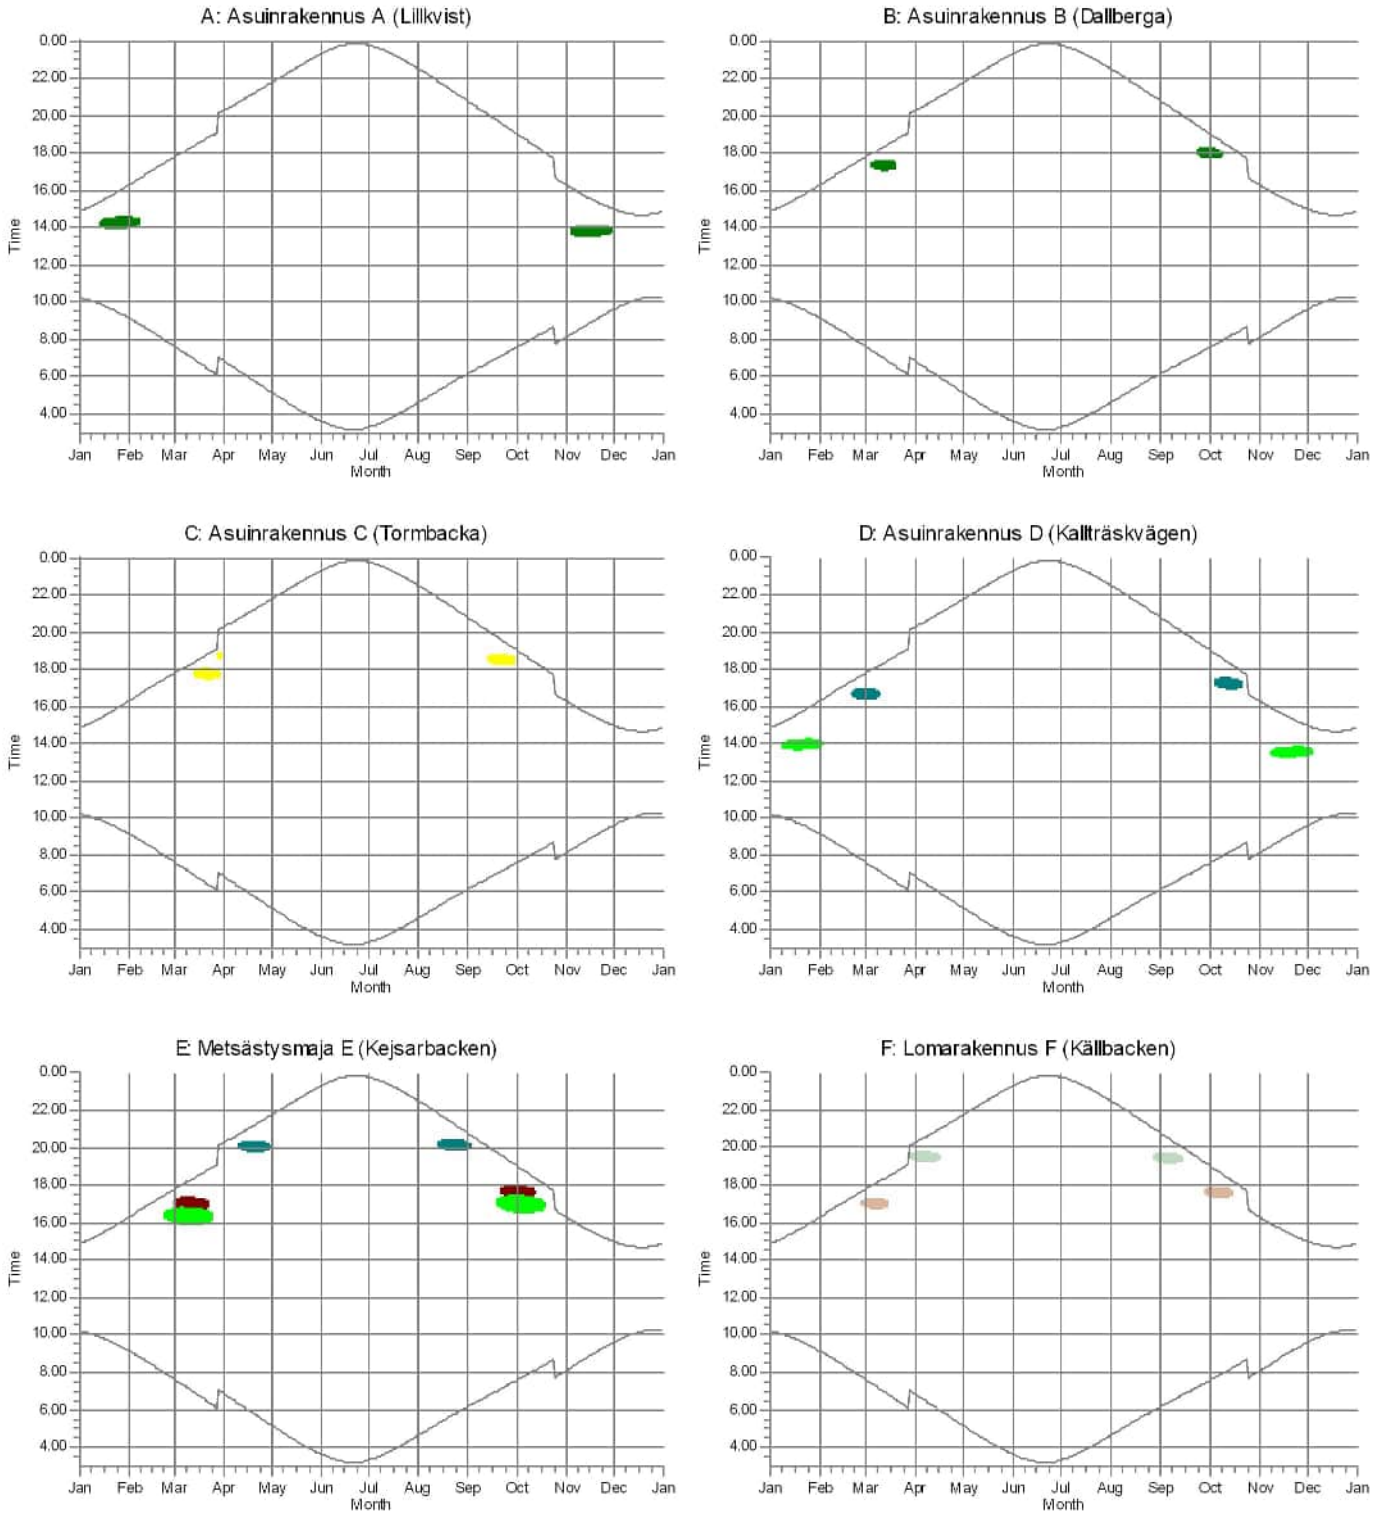 A: Asuinrakennus A (Lillkvist)
0.00
22.00
20.00
18.00
16.00
14.00
12.00
10.00
8.00
6.00
4.00
Time
Jan Feb Mar Apr May Jun Jul Aug Sep Oct Nov Dec Jan
Month
B: Asuinrakennus B (Dallberga)
0.00
22.00
20.00
18.00
16.00
14.00
12.00
10.00
8.00
6.00
4.00
Time
Jan Feb Mar Apr May Jun Jul Aug Sep Oct Nov Dec Jan
Month
C: Asuinrakennus C (Tormbacka)
0.00
22.00
20.00
18.00
16.00
14.00
12.00
10.00
8.00
6.00
4.00
Time
Jan Feb Mar Apr May Jun Jul Aug Sep Oct Nov Dec Jan
Month
D: Asuinrakennus D (Kallträskvägen)
0.00
22.00
20.00
18.00
16.00
14.00
12.00
10.00
8.00
6.00
4.00
Time
Jan Feb Mar Apr May Jun Jul Aug Sep Oct Nov Dec Jan
Month
E: Metsästysmaja E (Kejsarbacken)
0.00
22.00
20.00
18.00
16.00
14.00
12.00
10.00
8.00
6.00
4.00
Time
Jan Feb Mar Apr May Jun Jul Aug Sep Oct Nov Dec Jan
Month
F: Lomarakennus F (Källbacken)
0.00
22.00
20.00
18.00
16.00
14.00
12.00
10.00
8.00
6.00
4.00
Time
Jan Feb Mar Apr May Jun Jul Aug Sep Oct Nov Dec Jan
Month